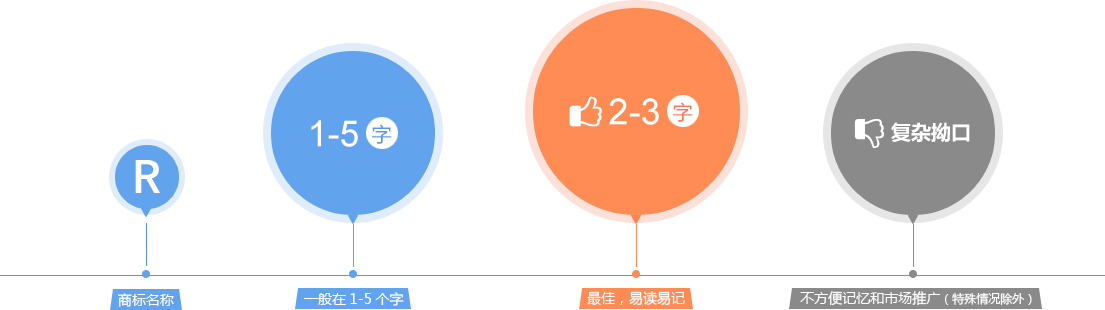 R
1-5 字
2-3 字
复杂拗口
商标名称
一般在 1-5 个字
最佳，易读易记
不方便记忆和市场推广（特殊情况除外）